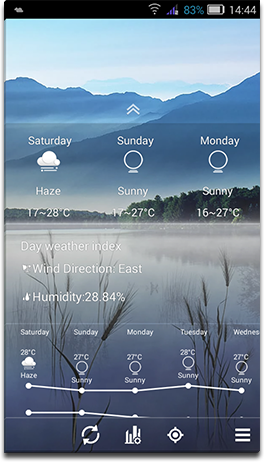 83% 14:44
Saturday Sunday Monday
Haze Sunny Sunny
17~28°C 17~27°C 16~27°C
Day weather index
Wind Direction: East
Humidity:28.84%
Saturday Sunday Monday Tuesday Wednes
28°C 27°C 27°C 28°C 27°C
Haze Sunny Sunny Sunny Sunny